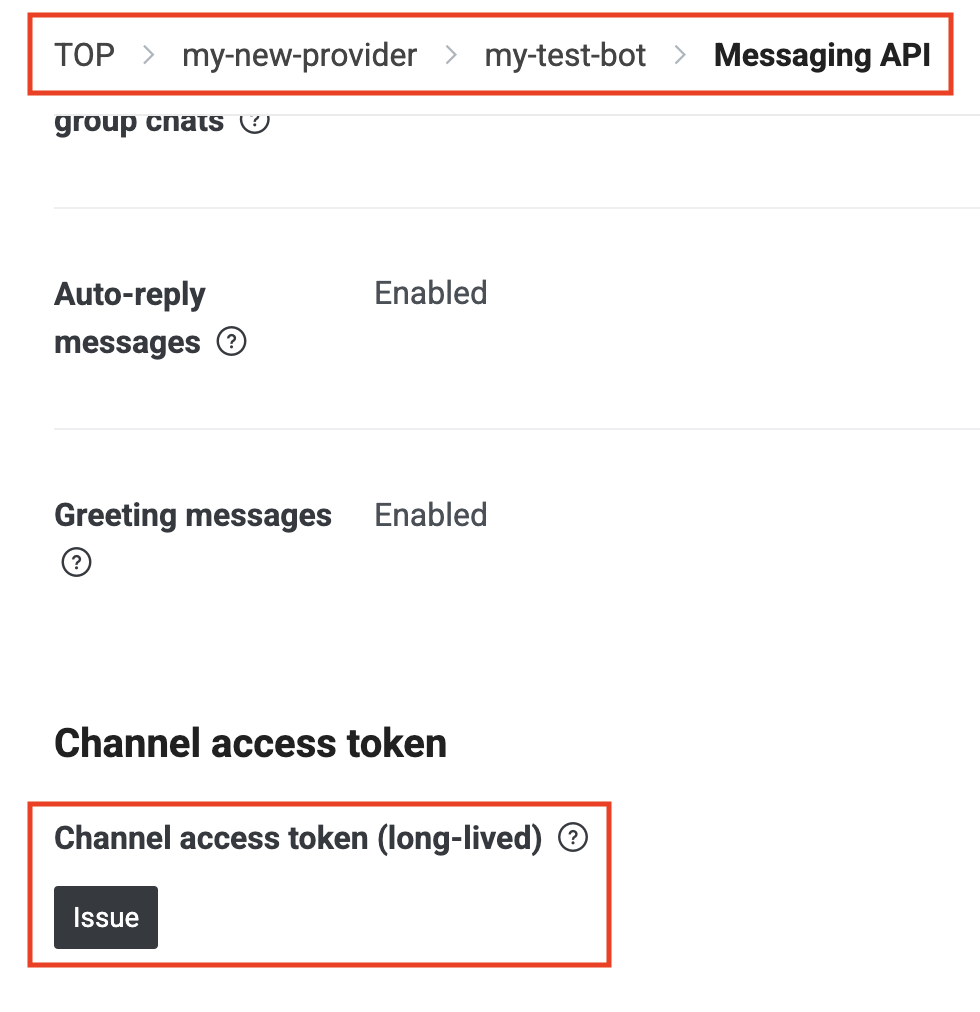 TOP > my-new-provider > my-test-bot > Messaging API
group chats ?
Auto-reply Enabled
messages ?
Greeting messages Enabled
?
Channel access token
Channel access token (long-lived) ?
Issue